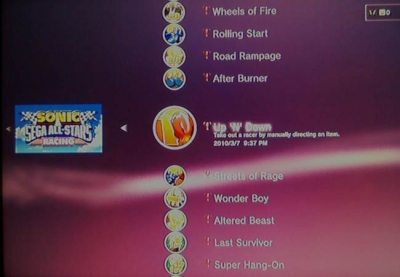 Wheels of Fire
Rolling Start
Road Rampage
After Burner
SONIC
& SEGA ALL-STARS
RACING
Up 'N' Down
Take out a racer by manually directing an item.
2010/3/7 9:37 PM
Streets of Rage
Wonder Boy
Altered Beast
Last Survivor
Super Hang-On